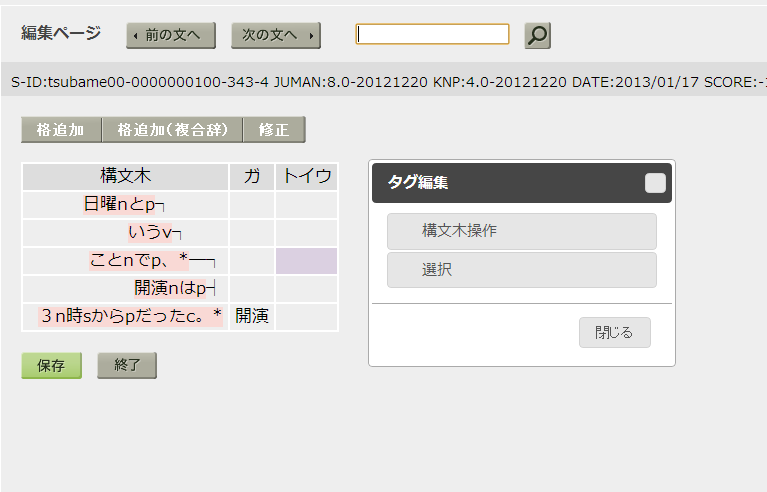 編集ページ 前の文へ 次の文へ
S-ID:tsubame00-0000000100-343-4 JUMAN:8.0-20121220 KNP:4.0-20121220 DATE:2013/01/17 SCORE:-
格追加 格追加(複合辞) 修正
構文木 ガ トイウ
日曜nとp┐
いうv┐
ことnでp、*──┐
開演nはp┤
3n時sからpだったc。* 開演
保存 終了
タグ編集
構文木操作
選択
閉じる